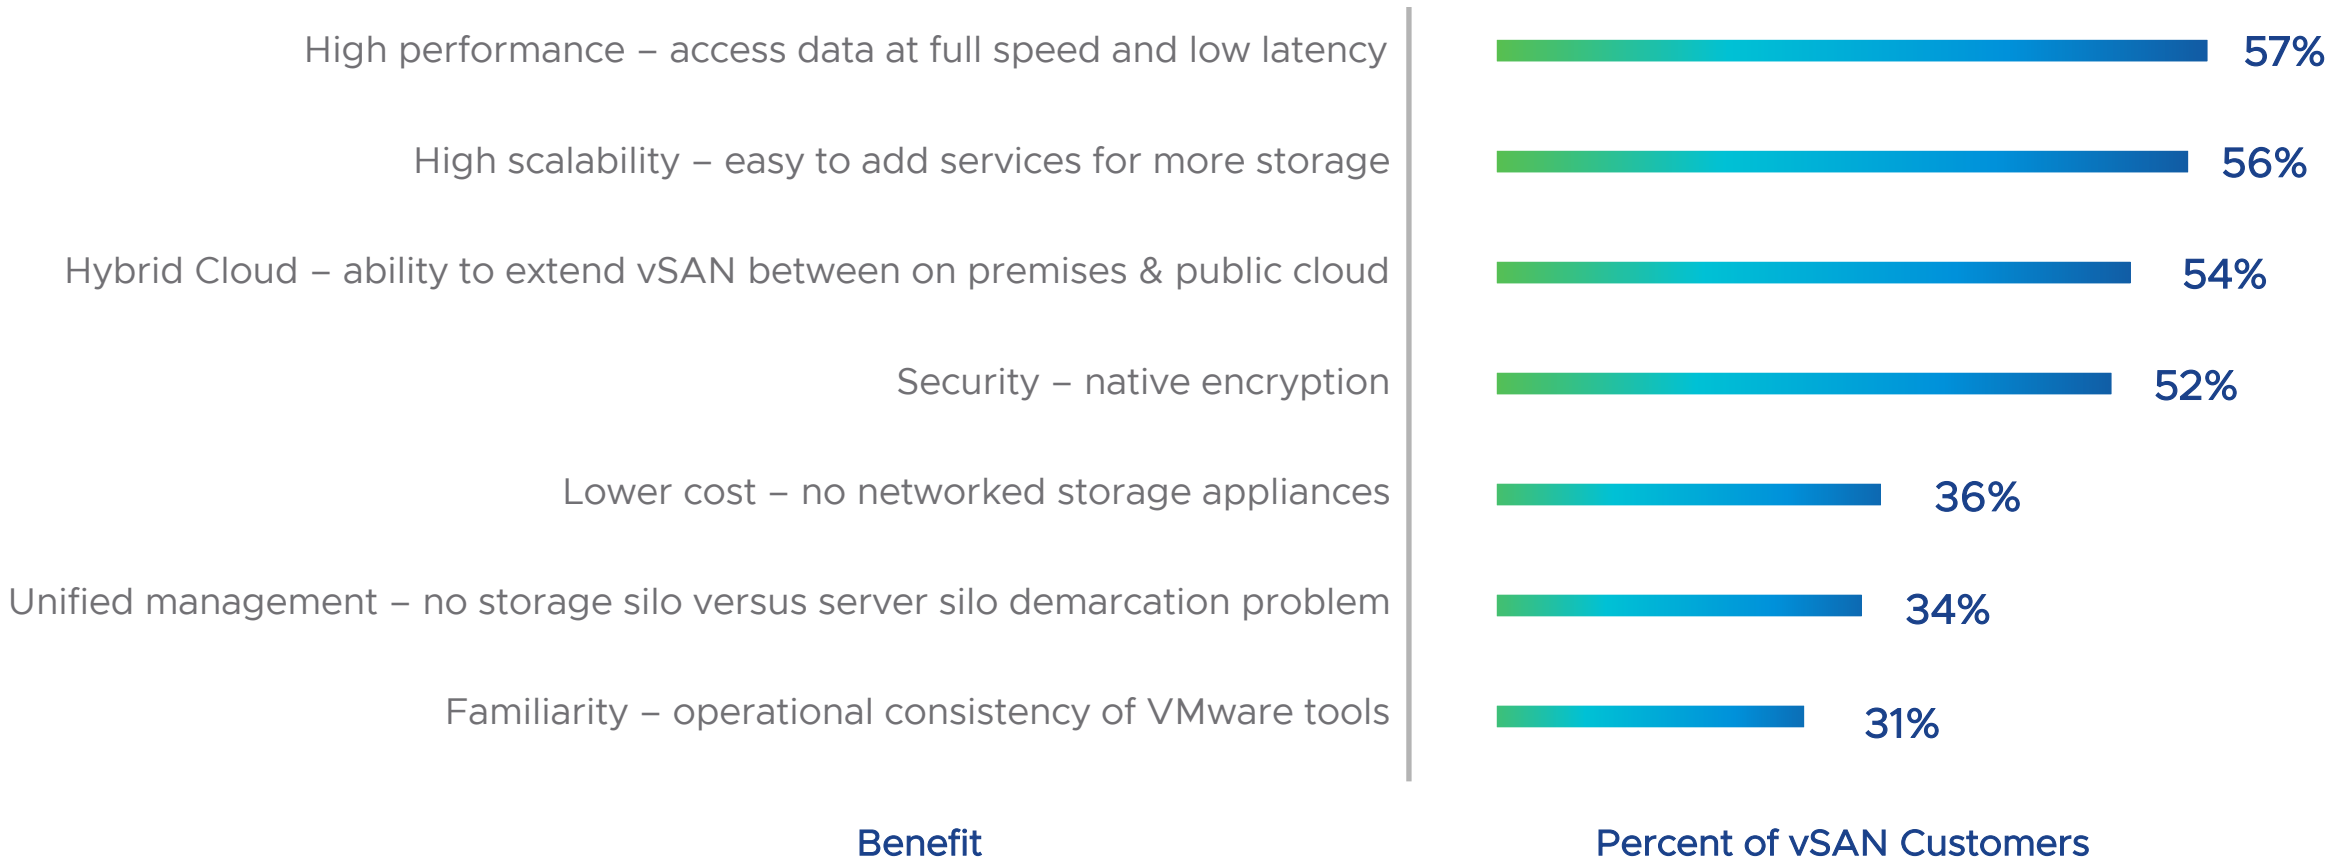 High performance – access data at full speed and low latency 57%
High scalability – easy to add services for more storage 56%
Hybrid Cloud – ability to extend vSAN between on premises & public cloud 54%
Security – native encryption 52%
Lower cost – no networked storage appliances 36%
Unified management – no storage silo versus server silo demarcation problem 34%
Familiarity – operational consistency of VMware tools 31%
Benefit Percent of vSAN Customers